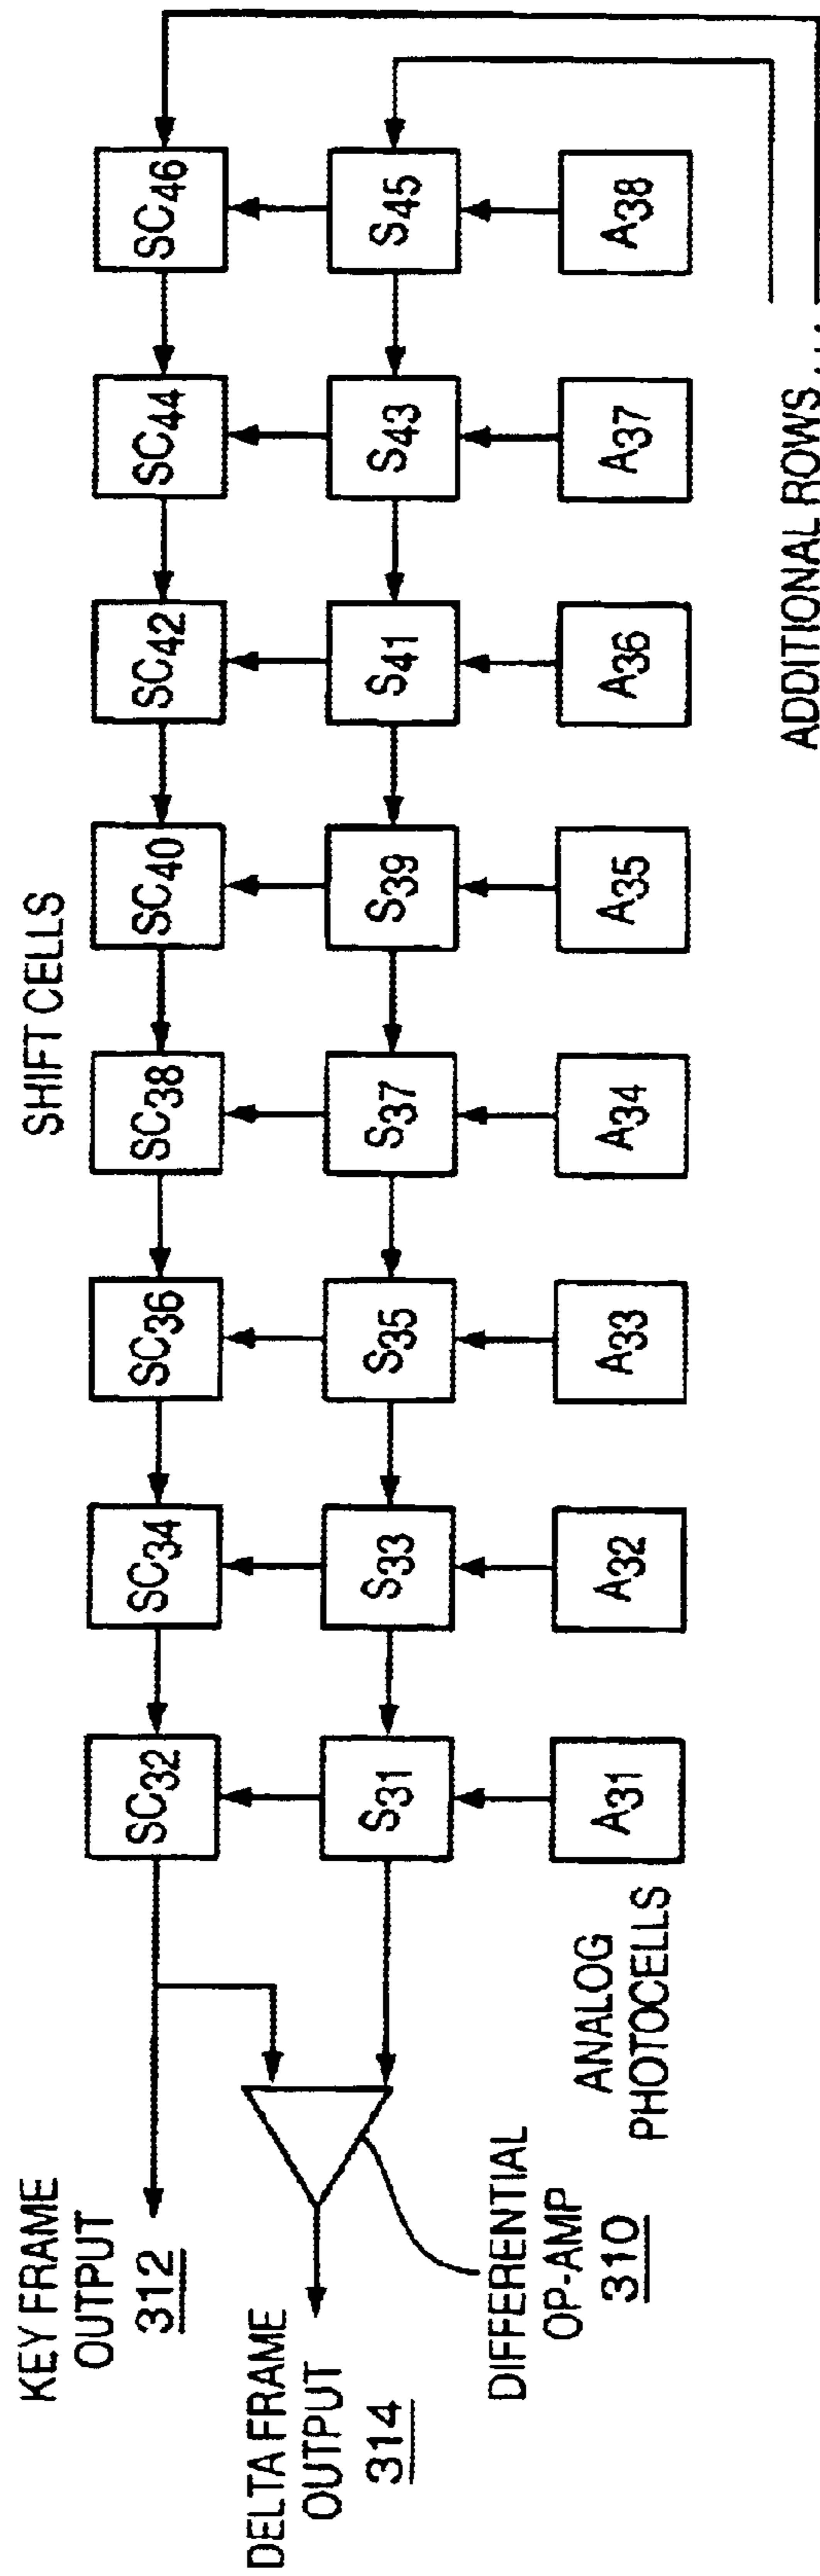 SHIFT CELLS
KEY FRAME
OUTPUT
312
SC32
SC34
SC36
SC38
SC40
SC42
SC44
SC46
DELTA FRAME
OUTPUT
314
S31
S33
S35
S37
S39
S41
S43
S45
DIFFERENTIAL
OP-AMP
310
ANALOG
PHOTOCELLS
A31
A32
A33
A34
A35
A36
A37
A38
ADDITIONAL ROWS